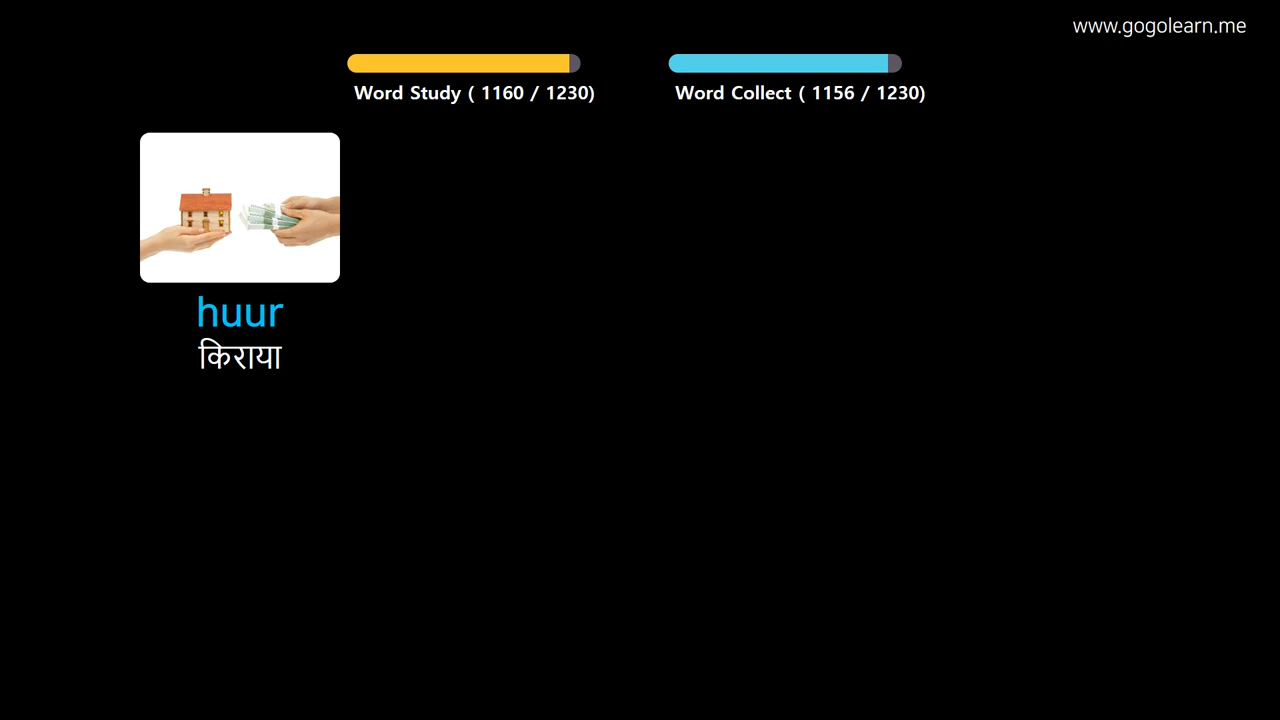 www.gogolearn.me
Word Study ( 1160 / 1230)
Word Collect ( 1156 / 1230)
huur
किराया